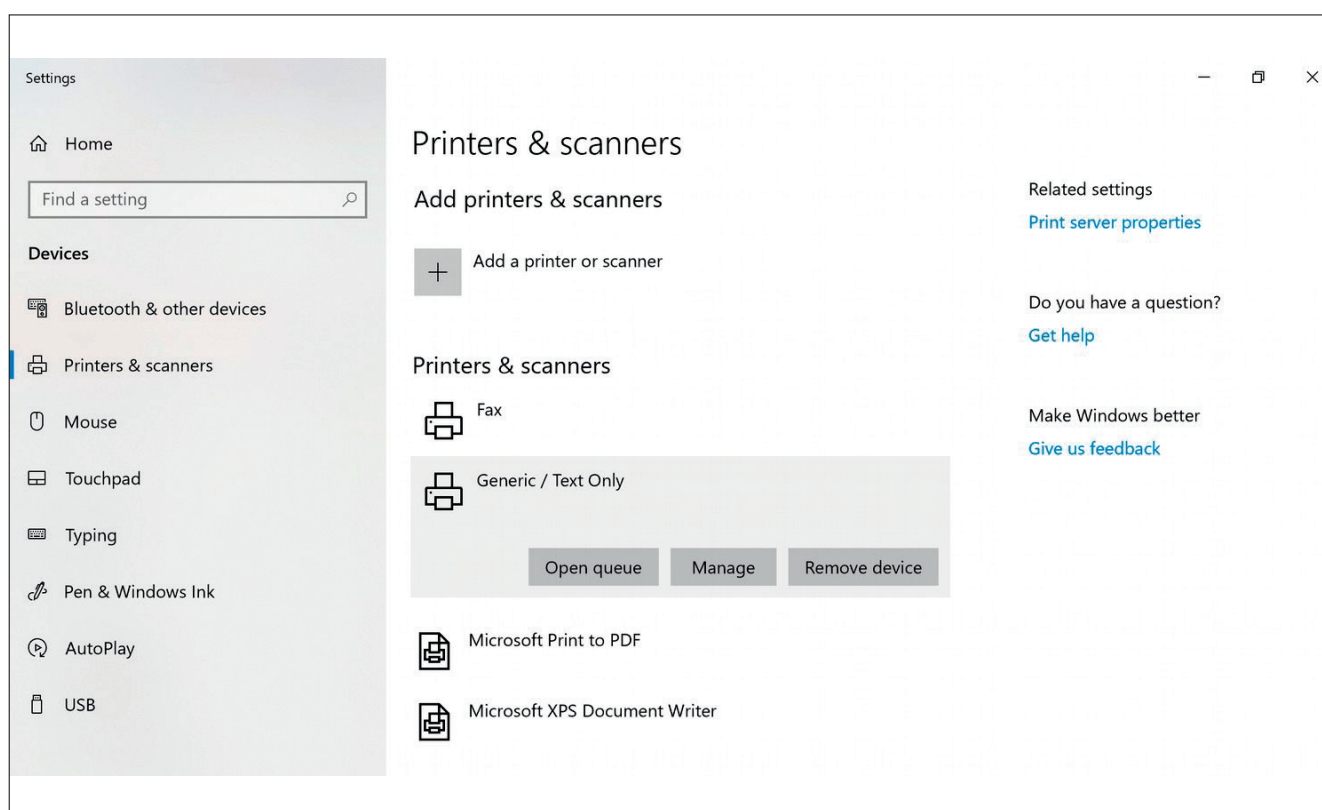 Settings
Home
Find a setting
Devices
Bluetooth & other devices
Printers & scanners
Mouse
Touchpad
Typing
Pen & Windows Ink
AutoPlay
USB
Printers & scanners
Add printers & scanners
Add a printer or scanner
Printers & scanners
Fax
Generic / Text Only
Open queue Manage Remove device
Microsoft Print to PDF
Microsoft XPS Document Writer
Related settings
Print server properties
Do you have a question?
Get help
Make Windows better
Give us feedback